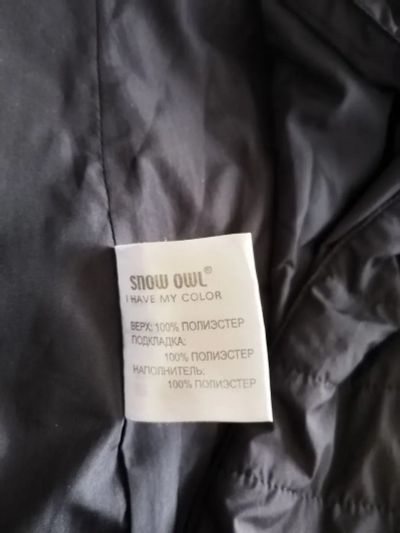 SNOW OWL®
I HAVE MY COLOR
ВЕРХ: 100% ПОЛИЭСТЕР
ПОДКЛАДКА:
100% ПОЛИЭСТЕР
НАПОЛНИТЕЛЬ:
100% ПОЛИЭСТЕР